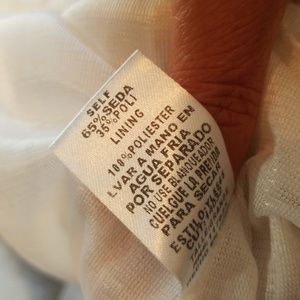 SELF
65%SEDA
35%POLI
LINING
100%POLIESTER
LVAR A MANO EN
AGUA FRIA
POR SEPARADO
NO USE BLANQUEADOR
CUELGUE LA PRENDA
PARA SECAR